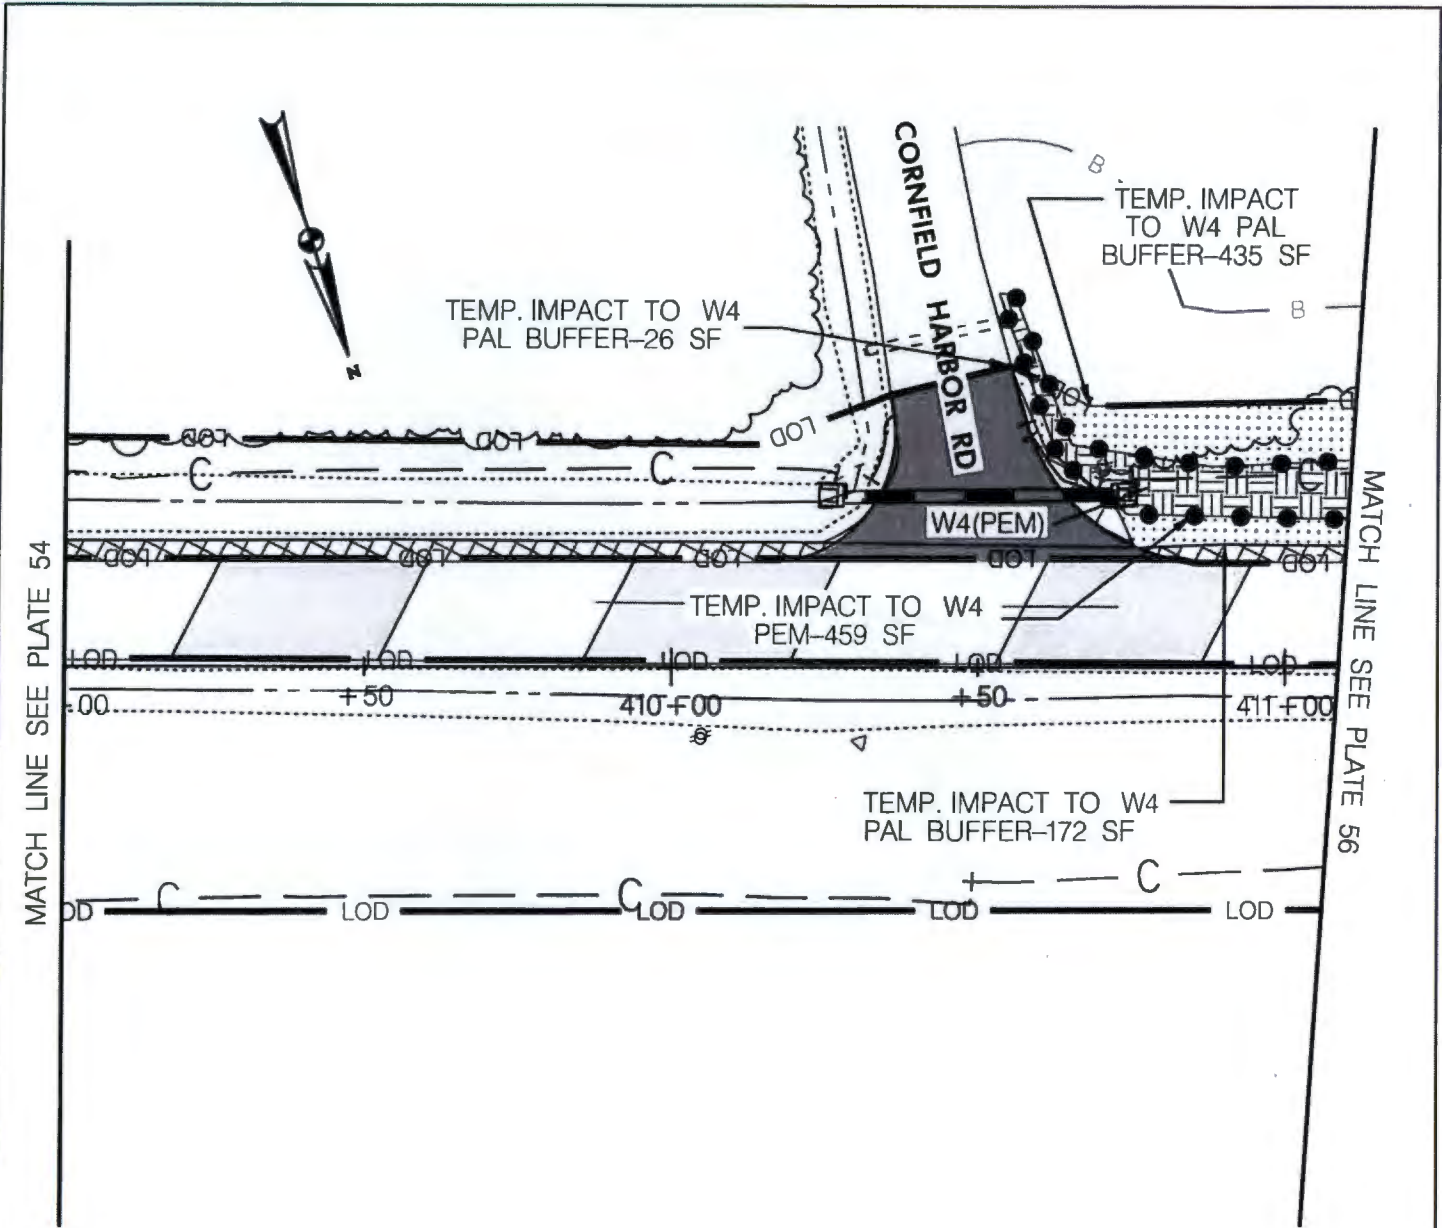 CORNFIELD HARBOR RD
B
TEMP. IMPACT
TO W4 PAL
BUFFER-435 SF
B
N
TEMP. IMPACT TO W4
PAL BUFFER-26 SF
LOD
LOD
LOD
LOD
LOD
C
C
C
W4(PEM)
LOD
LOD
LOD
LOD
LOD
TEMP. IMPACT TO W4
PEM-459 SF
LOD
LOD
LOD
LOD
LOD
+00
+50
410+00
+50
411+00
MATCH LINE SEE PLATE 54
MATCH LINE SEE PLATE 56
TEMP. IMPACT TO W4
PAL BUFFER-172 SF
C
C
C
OD
LOD
LOD
LOD
LOD